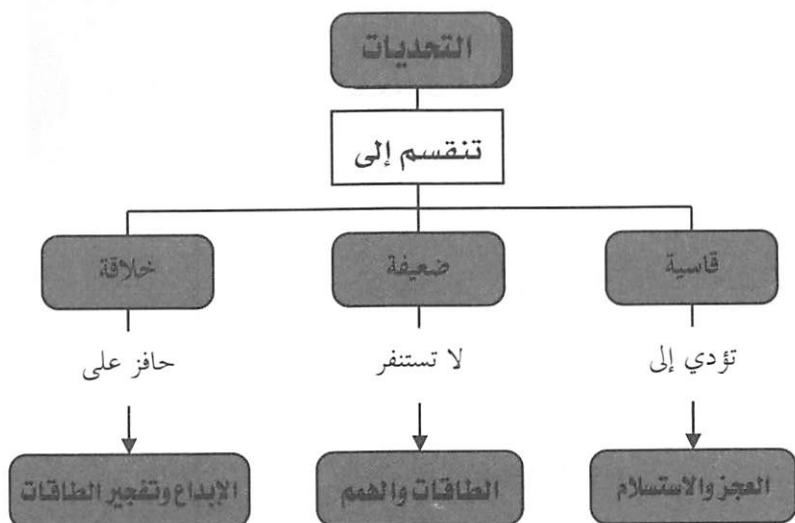 التحديات
تنقسم إلى
قاسية
ضعيفة
خلاقة
تؤدي إلى
لا تستنفر
حافز على
العجز والاستسلام
الطاقات والهمم
الإبداع وتفجير الطاقات